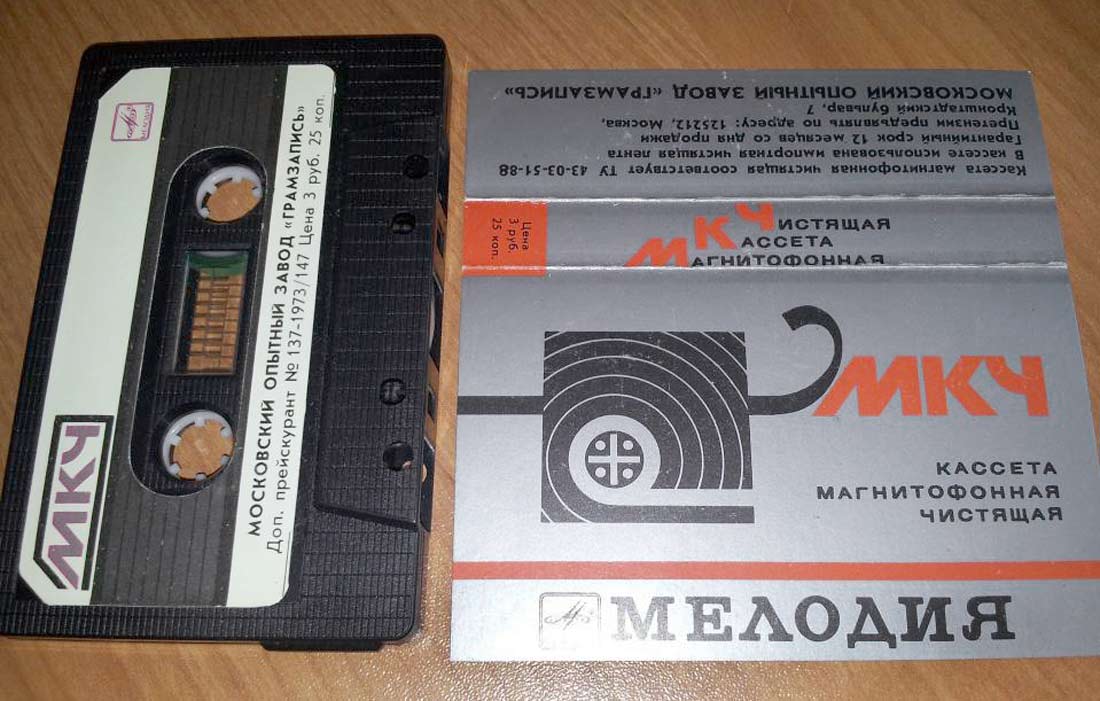 МЕЛОДИЯ
МКЧ
МОСКОВСКИЙ ОПЫТНЫЙ ЗАВОД «ГРАМЗАПИСЬ»
Доп. прейскурант № 137-1973/147 Цена 3 руб. 25 коп.
Кассета магнитофонная чистящая соответствует ТУ 43-03-51-88
В кассете использована импортная чистящая лента
Гарантийный срок 12 месяцев со дня продажи
Претензии предъявлять по адресу: 125212, Москва,
Кронштадтский бульвар, 7
МОСКОВСКИЙ ОПЫТНЫЙ ЗАВОД «ГРАМЗАПИСЬ»
Цена
3 руб.
25 коп.
ЧИСТЯЩАЯ
КАССЕТА
МАГНИТОФОННАЯ
МКЧ
КАССЕТА
МАГНИТОФОННАЯ
ЧИСТЯЩАЯ
МЕЛОДИЯ